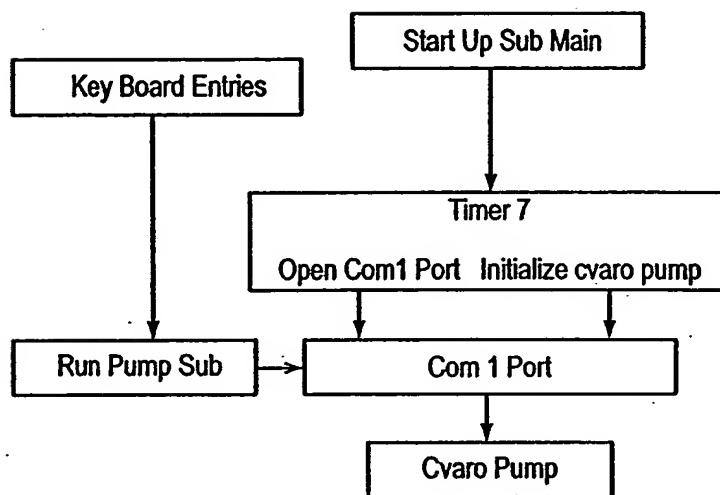 Start Up Sub Main
Key Board Entries
Timer 7
Open Com1 Port Initialize cvaro pump
Run Pump Sub
Com 1 Port
Cvaro Pump